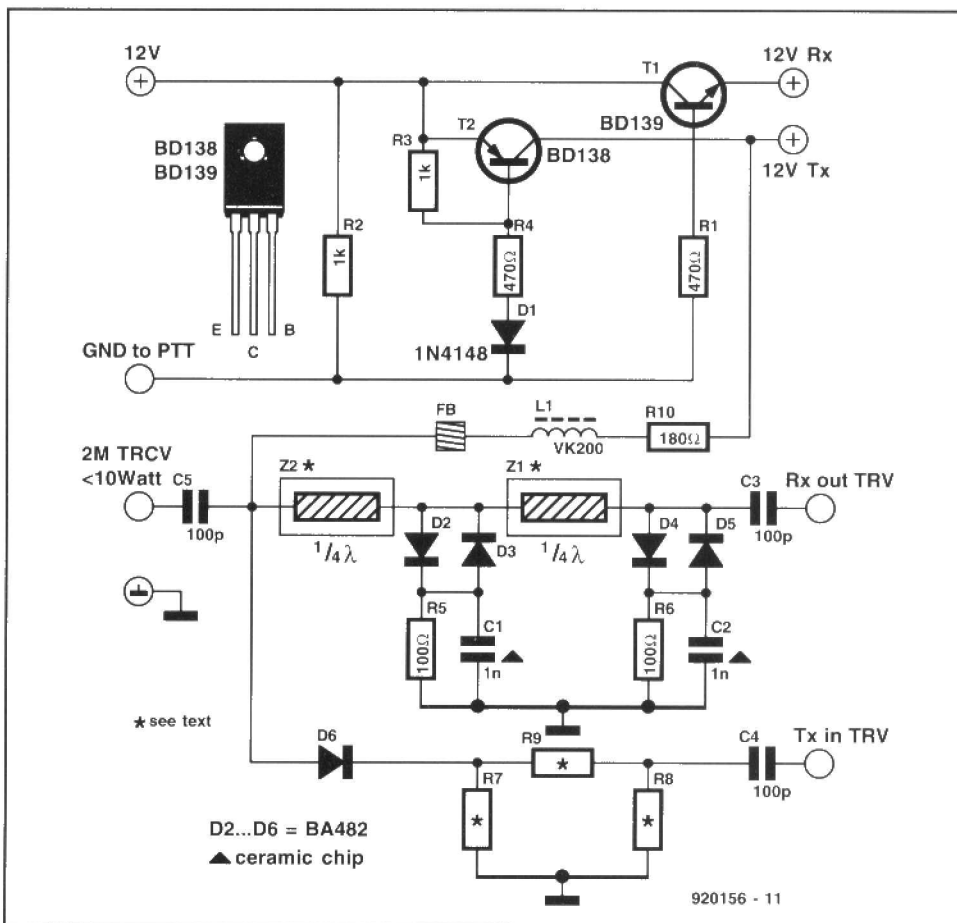 12V
T1
12V Rx
BD138
BD139
R3
1k
T2
BD138
BD139
12V Tx
R2
1k
R4
470Ω
R1
470Ω
D1
1N4148
E
C
B
GND to PTT
FB
L1
VK200
R10
180Ω
2M TRCV
<10Watt
C5
100p
Z2 *
1/4 λ
Z1 *
1/4 λ
C3
100p
Rx out TRV
D2
D3
D4
D5
R5
100Ω
C1
1n
R6
100Ω
C2
1n
* see text
D6
R9
*
C4
100p
Tx in TRV
R7
*
R8
*
D2...D6 = BA482
▲ ceramic chip
920156 - 11